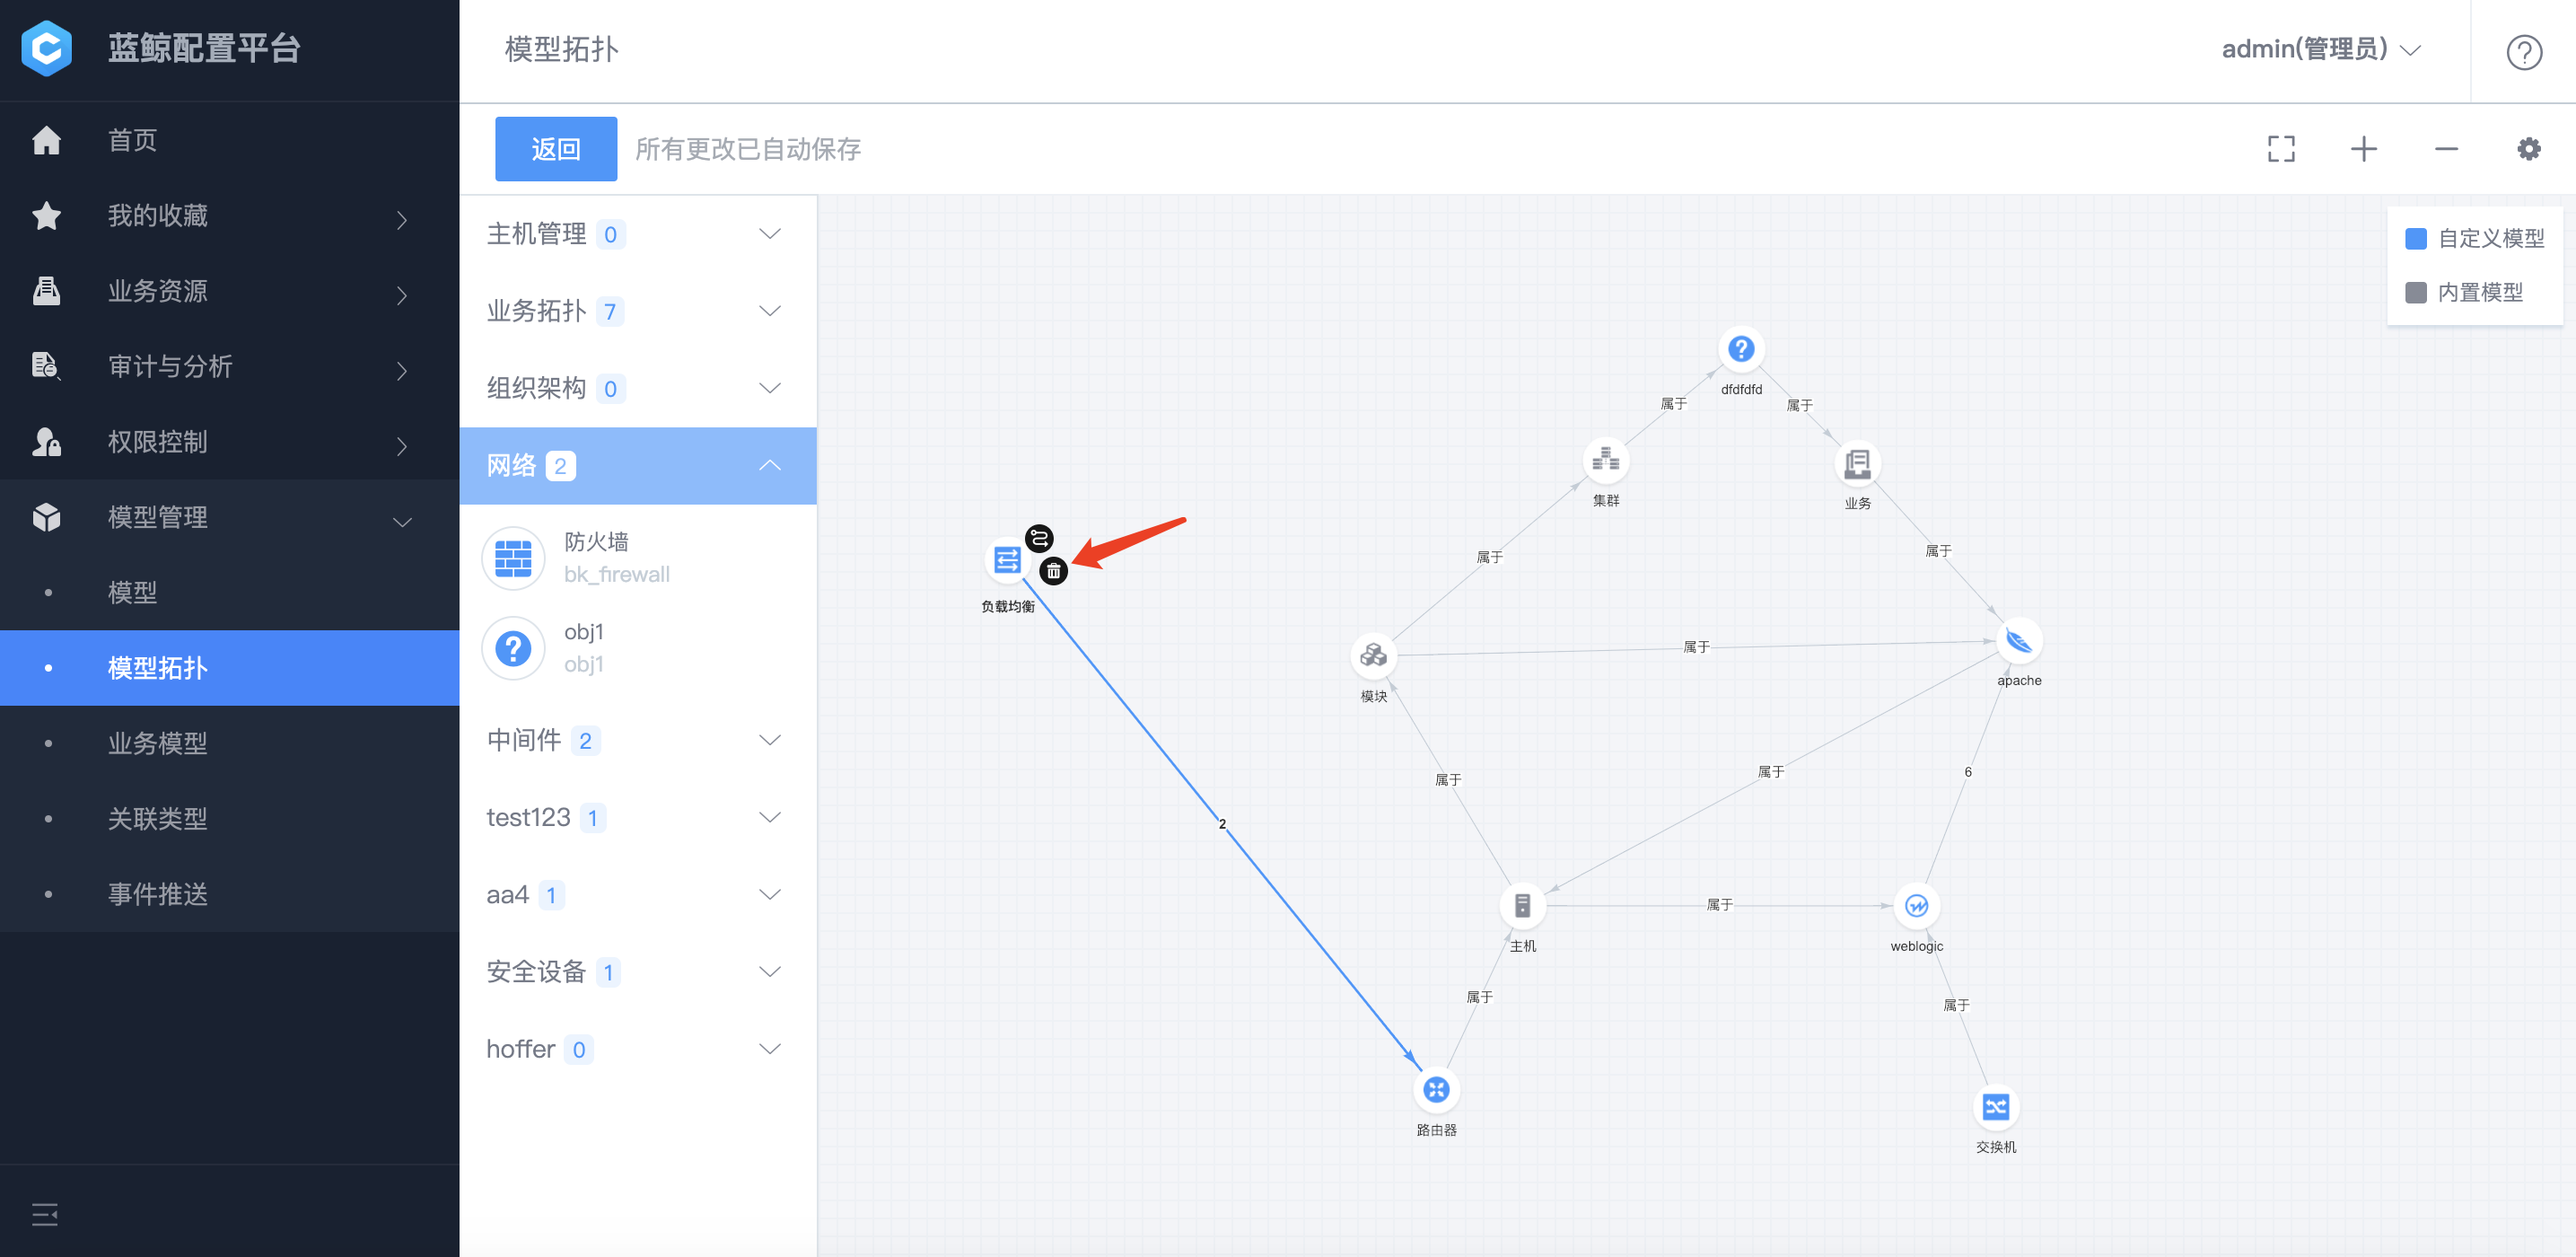 蓝鲸配置平台
首页
我的收藏
业务资源
审计与分析
权限控制
模型管理
模型
模型拓扑
业务模型
关联类型
事件推送
模型拓扑
admin(管理员)
返回
所有更改已自动保存
主机管理 0
业务拓扑 7
组织架构 0
网络 2
防火墙
bk_firewall
obj1
obj1
中间件 2
test123 1
aa4 1
安全设备 1
hoffer 0
自定义模型
内置模型
dfdfdfd
属于
属于
集群
业务
属于
属于
负载均衡
属于
apache
模块
属于
属于
6
2
属于
主机
weblogic
属于
属于
路由器
交换机